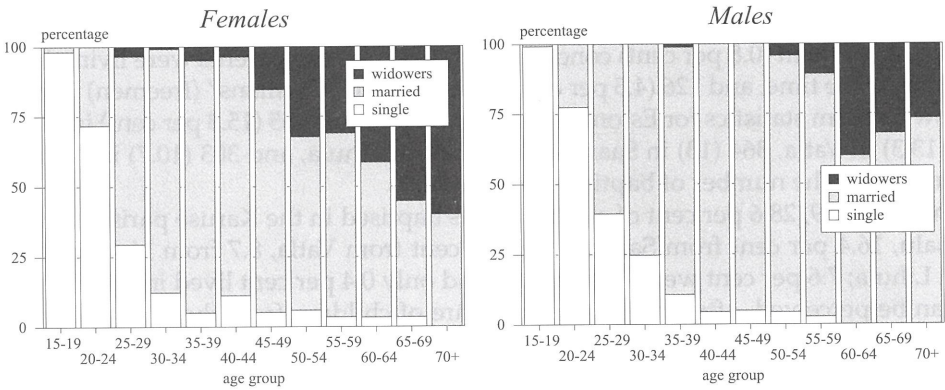 Females
percentage
100
75
50
25
0
widowers
married
single
15-19 25-29 35-39 45-49 55-59 65-69
20-24 30-34 40-44 50-54 60-64 70+
age group
Males
percentage
100
75
50
25
0
widowers
married
single
15-19 25-29 35-39 45-49 55-59 65-69
20-24 30-34 40-44 50-54 60-64 70+
age group